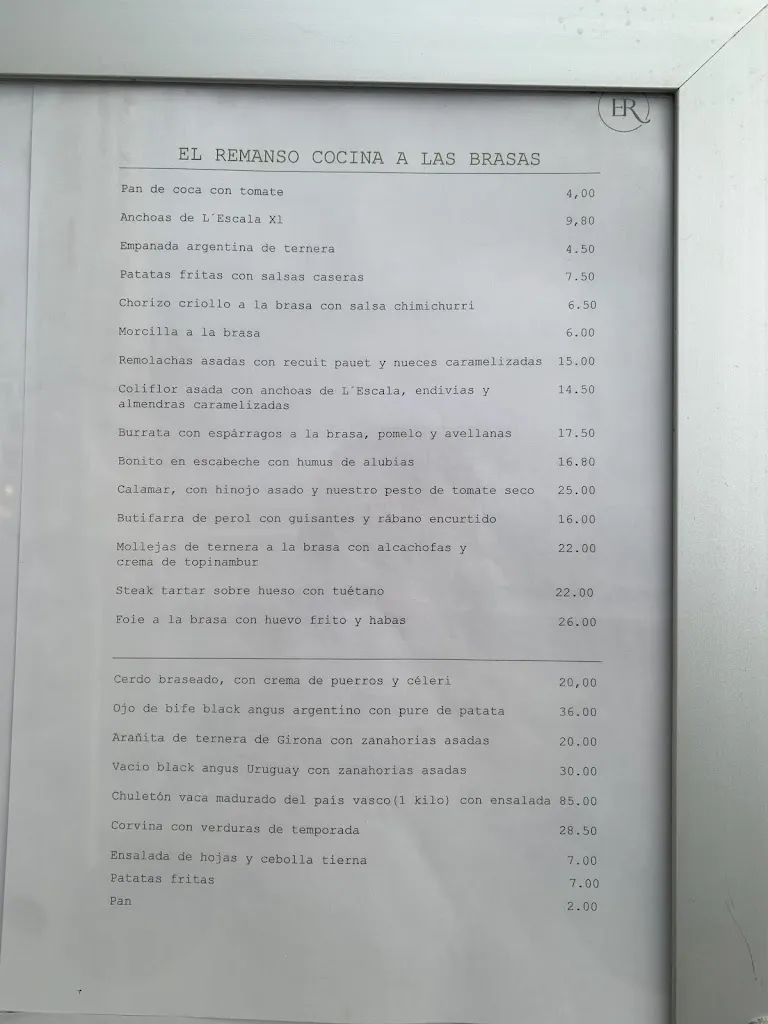 ER
EL REMANSO COCINA A LAS BRASAS
Pan de coca con tomate 4,00
Anchoas de L´Escala Xl 9,80
Empanada argentina de ternera 4.50
Patatas fritas con salsas caseras 7.50
Chorizo criollo a la brasa con salsa chimichurri 6.50
Morcilla a la brasa 6.00
Remolachas asadas con recuit pauet y nueces caramelizadas 15.00
Coliflor asada con anchoas de L´Escala, endivias y 14.50
almendras caramelizadas
Burrata con espárragos a la brasa, pomelo y avellanas 17.50
Bonito en escabeche con humus de alubias 16.80
Calamar, con hinojo asado y nuestro pesto de tomate seco 25.00
Butifarra de perol con guisantes y rábano encurtido 16.00
Mollejas de ternera a la brasa con alcachofas y 22.00
crema de topinambur
Steak tartar sobre hueso con tuétano 22.00
Foie a la brasa con huevo frito y habas 26.00
Cerdo braseado, con crema de puerros y céleri 20,00
Ojo de bife black angus argentino con pure de patata 36.00
Arañita de ternera de Girona con zanahorias asadas 20.00
Vacio black angus Uruguay con zanahorias asadas 30.00
Chuletón vaca madurado del país vasco(1 kilo) con ensalada 85.00
Corvina con verduras de temporada 28.50
Ensalada de hojas y cebolla tierna 7.00
Patatas fritas 7.00
Pan 2.00